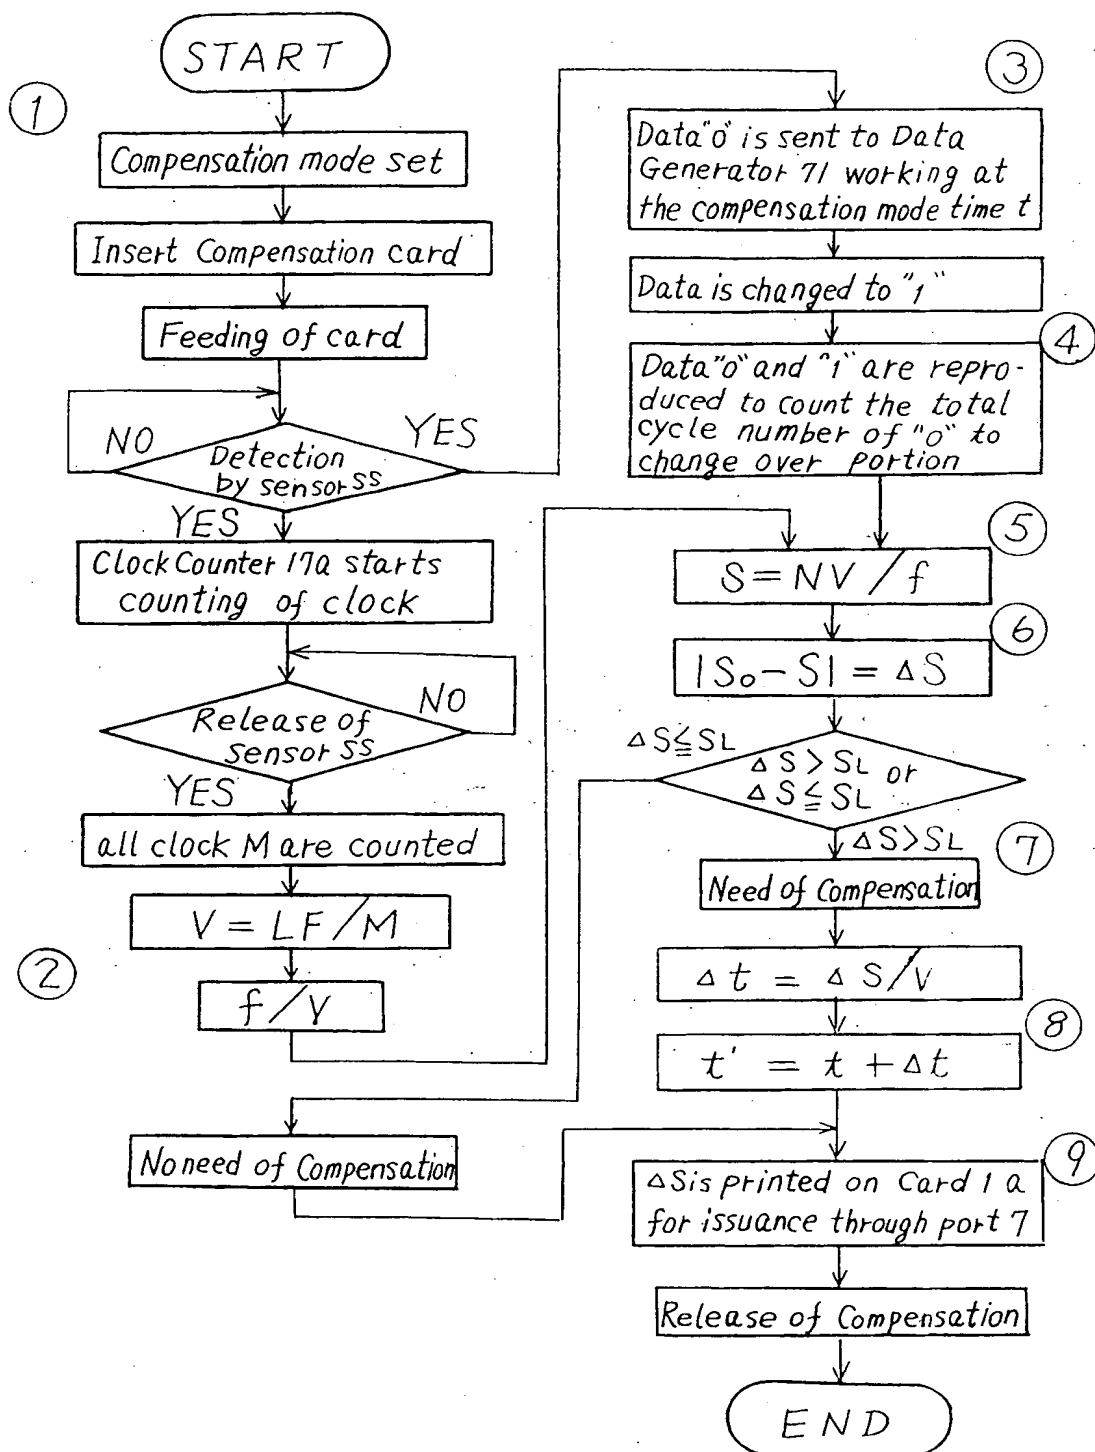 START
①
Compensation mode set
Insert Compensation card
Feeding of card
NO
YES
Detection
by sensor SS
YES
Clock Counter 17a starts
counting of clock
NO
Release of
sensor SS
YES
all clock M are counted
V = LF/M
②
f/V
No need of Compensation
③
Data "0" is sent to Data
Generator 71 working at
the compensation mode time t
Data is changed to "1"
④
Data "0" and "1" are repro-
duced to count the total
cycle number of "0" to
change over portion
⑤
S = NV/f
⑥
|So - S| = ΔS
ΔS ≦ SL
ΔS > SL or
ΔS ≦ SL
ΔS > SL
⑦
Need of Compensation
Δt = ΔS/V
⑧
t' = t + Δt
⑨
ΔS is printed on Card 1a
for issuance through port 7
Release of Compensation
END